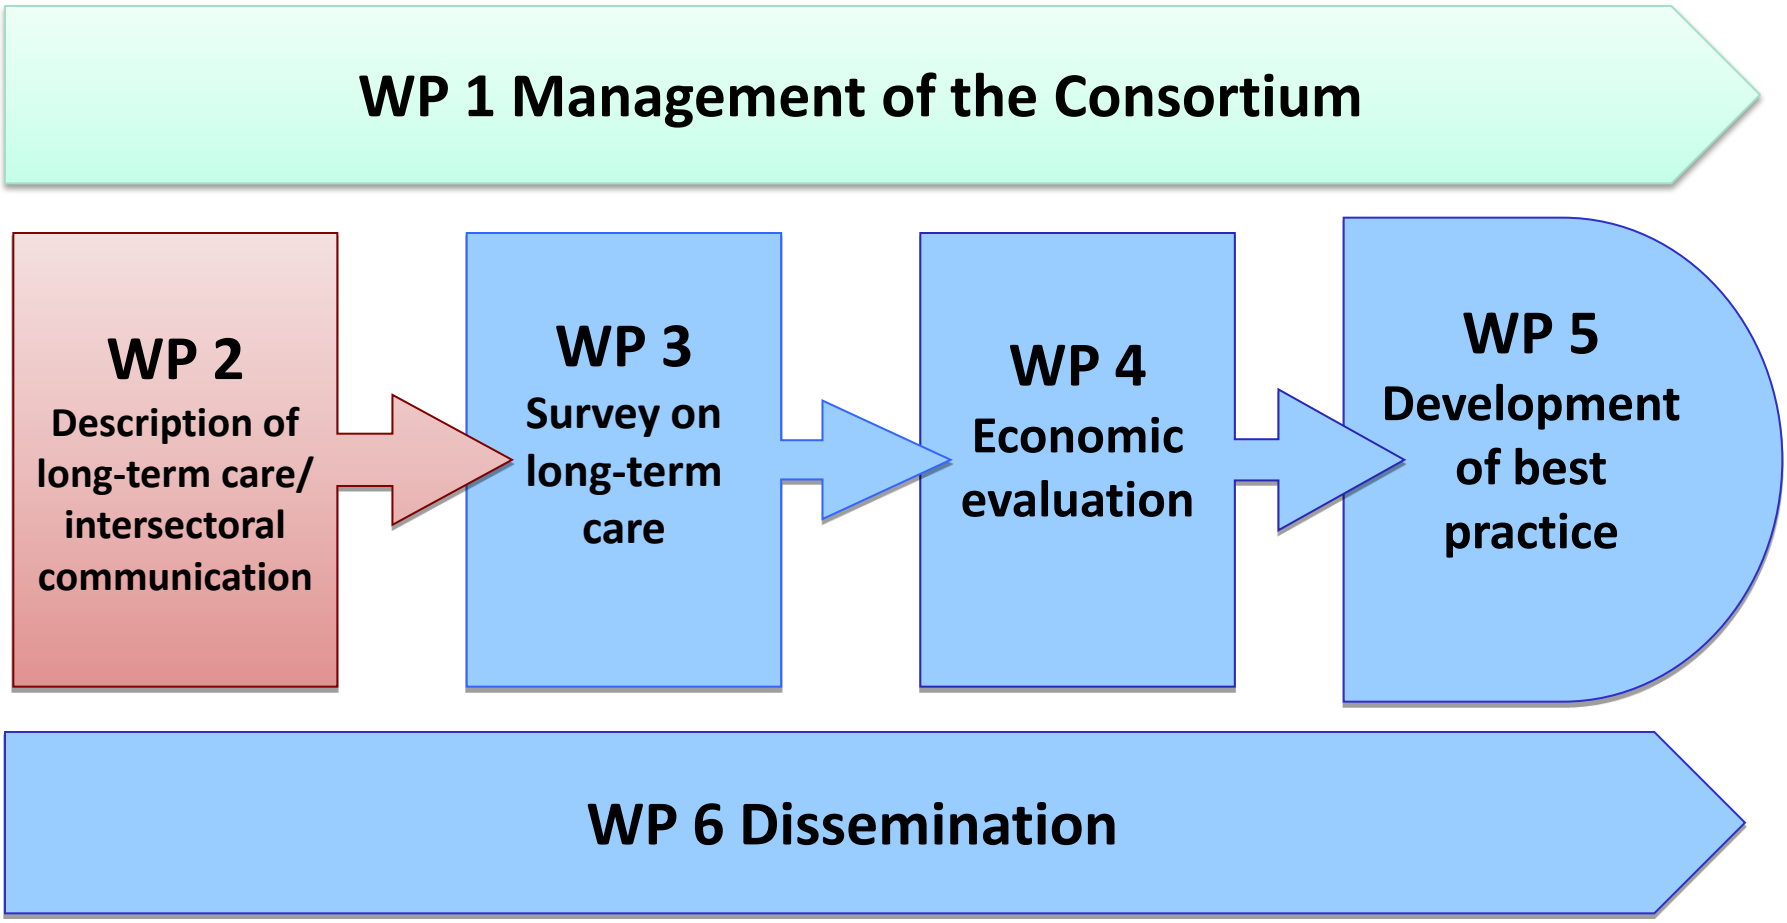 WP 1 Management of the Consortium
WP 2
Description of
long-term care/
intersectoral
communication
WP 3
Survey on
long-term
care
WP 4
Economic
evaluation
WP 5
Development
of best
practice
WP 6 Dissemination